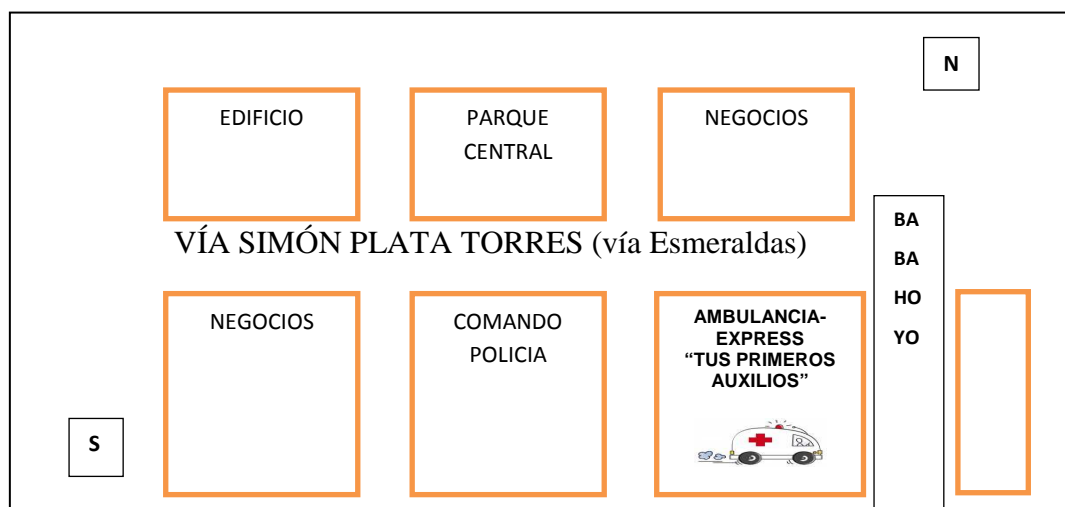 N
EDIFICIO
PARQUE
CENTRAL
NEGOCIOS
VÍA SIMÓN PLATA TORRES (vía Esmeraldas)
BA
BA
HO
YO
NEGOCIOS
COMANDO
POLICIA
AMBULANCIA-
EXPRESS
“TUS PRIMEROS
AUXILIOS”
S